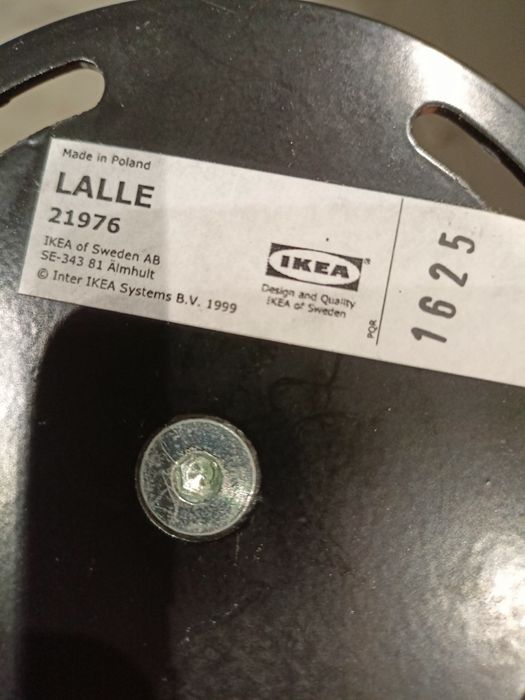 Made in Poland
LALLE
21976
IKEA of Sweden AB
SE-343 81 Älmhult
© Inter IKEA Systems B.V. 1999
IKEA®
Design and Quality
IKEA of Sweden
PQR
1625